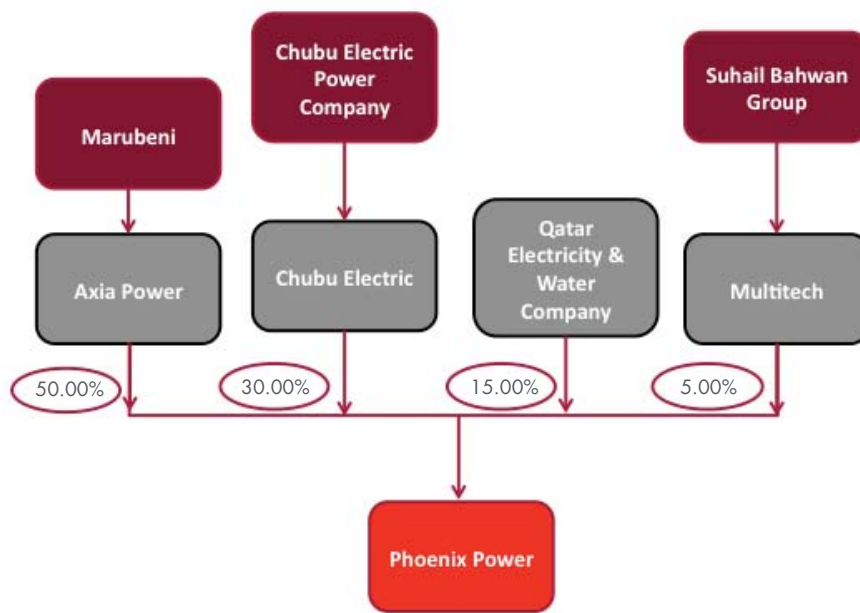 Chubu Electric
Power
Company
Suhail Bahwan
Group
Marubeni
Axia Power
Chubu Electric
Qatar
Electricity &
Water
Company
Multitech
50.00%
30.00%
15.00%
5.00%
Phoenix Power